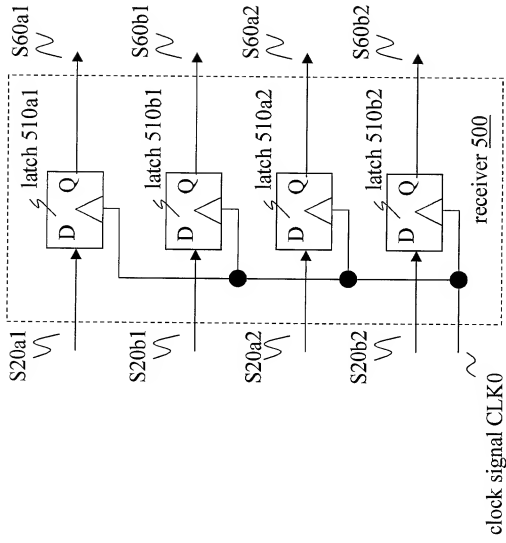 S60a1
S60b1
S60a2
S60b2
latch 510a1
D Q
latch 510b1
D Q
latch 510a2
D Q
latch 510b2
D Q
receiver 500
S20a1
S20b1
S20a2
S20b2
clock signal CLK0